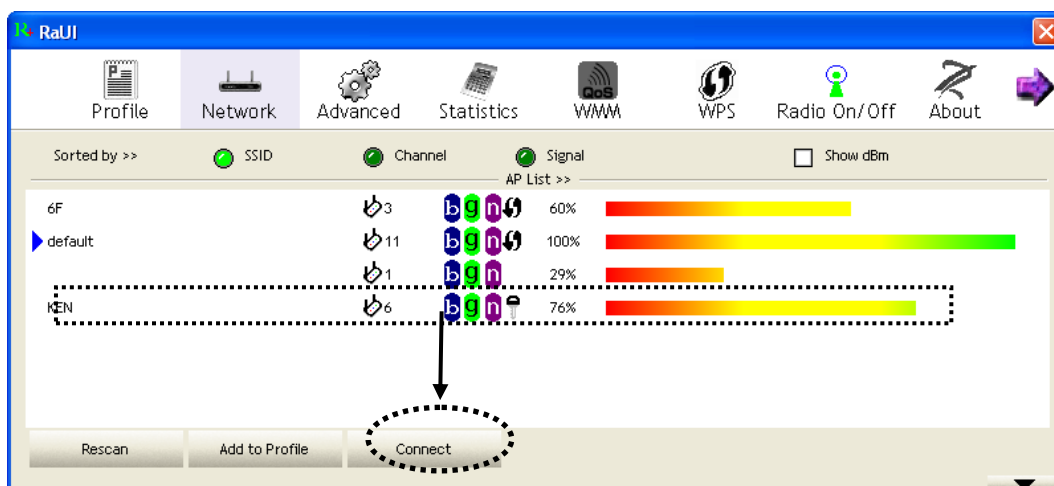 RaUI
Profile Network Advanced Statistics QoS WMM WPS Radio On/Off About
Sorted by >> SSID Channel Signal Show dBm
AP List >>
6F 3 b g n 60%
default 11 b g n 100%
1 b g n 29%
KEN 6 b g n 76%
Rescan Add to Profile Connect